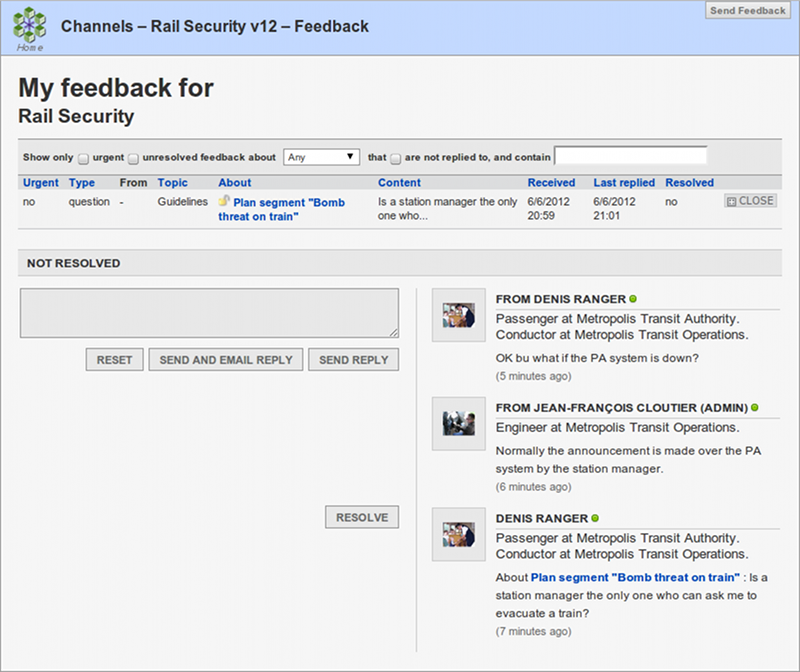 Send Feedback
Channels – Rail Security v12 – Feedback
Home
My feedback for
Rail Security
Show only urgent unresolved feedback about Any that are not replied to, and contain
Urgent Type From Topic About Content Received Last replied Resolved
no question - Guidelines Plan segment "Bomb Is a station manager the only 6/6/2012 6/6/2012 no CLOSE
threat on train" one who... 20:59 21:01
NOT RESOLVED
RESET SEND AND EMAIL REPLY SEND REPLY
RESOLVE
FROM DENIS RANGER
Passenger at Metropolis Transit Authority.
Conductor at Metropolis Transit Operations.
OK bu what if the PA system is down?
(5 minutes ago)
FROM JEAN-FRANÇOIS CLOUTIER (ADMIN)
Engineer at Metropolis Transit Operations.
Normally the announcement is made over the PA
system by the station manager.
(6 minutes ago)
DENIS RANGER
Passenger at Metropolis Transit Authority.
Conductor at Metropolis Transit Operations.
About Plan segment "Bomb threat on train" : Is a
station manager the only one who can ask me to
evacuate a train?
(7 minutes ago)